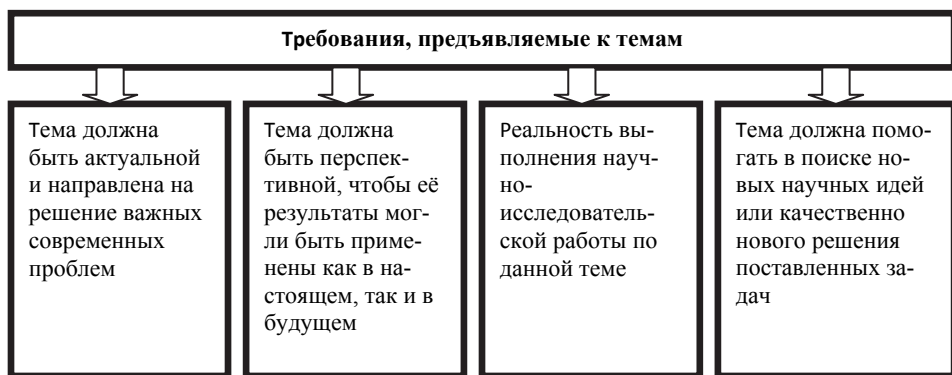 Требования, предъявляемые к темам
Тема должна
быть актуальной
и направлена на
решение важных
современных
проблем
Тема должна
быть перспек-
тивной, чтобы её
результаты мог-
ли быть приме-
нены как в на-
стоящем, так и в
будущем
Реальность вы-
полнения науч-
но-
исследователь-
ской работы по
данной теме
Тема должна помо-
гать в поиске но-
вых научных идей
или качественно
нового решения
поставленных за-
дач